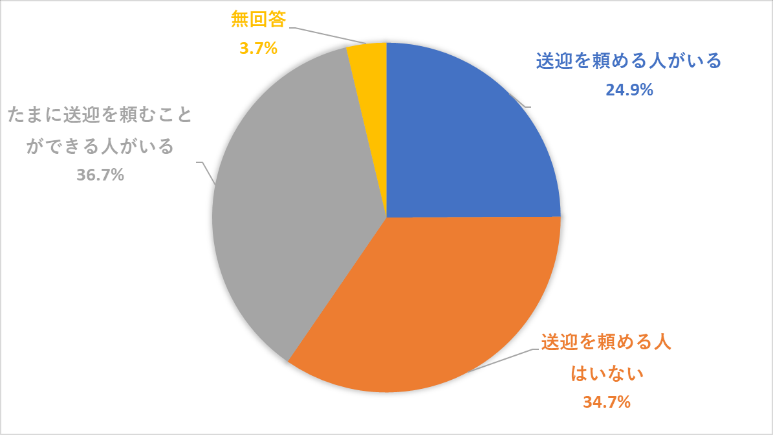 無回答
3.7%
送迎を頼める人がいる
24.9%
たまに送迎を頼むこと
ができる人がいる
36.7%
送迎を頼める人
はいない
34.7%